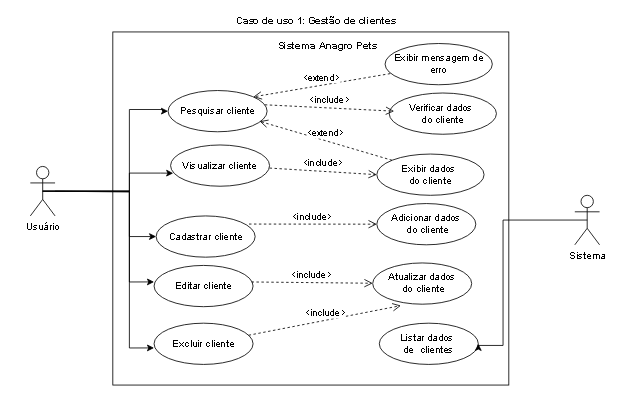 Caso de uso 1: Gestão de clientes
Sistema Anagro Pets
Exibir mensagem de
erro
<extend>
<include>
Pesquisar cliente
Verificar dados
do cliente
<extend>
Visualizar cliente
<include>
Exibir dados
do cliente
Usuário
Cadastrar cliente
<include>
Adicionar dados
do cliente
Sistema
Editar cliente
<include>
Atualizar dados
do cliente
<include>
Excluir cliente
Listar dados
de clientes